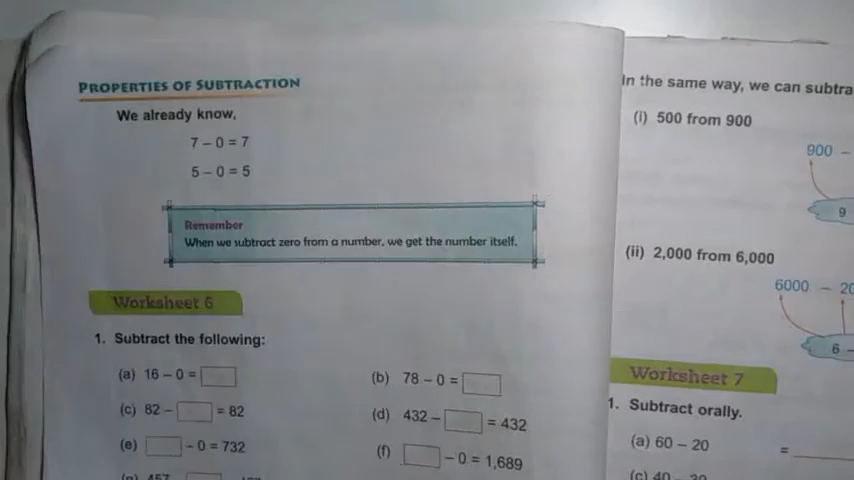 PROPERTIES OF SUBTRACTION
We already know,
7 – 0 = 7
5 – 0 = 5
Remember
When we subtract zero from a number, we get the number itself.
Worksheet 6
1. Subtract the following:
(a) 16 – 0 =
(b) 78 – 0 =
(c) 82 – = 82
(d) 432 – = 432
(e) – 0 = 732
(f) – 0 = 1,689
In the same way, we can subtra
(i) 500 from 900
900 –
9
(ii) 2,000 from 6,000
6000 – 20
6 –
Worksheet 7
1. Subtract orally.
(a) 60 – 20 =